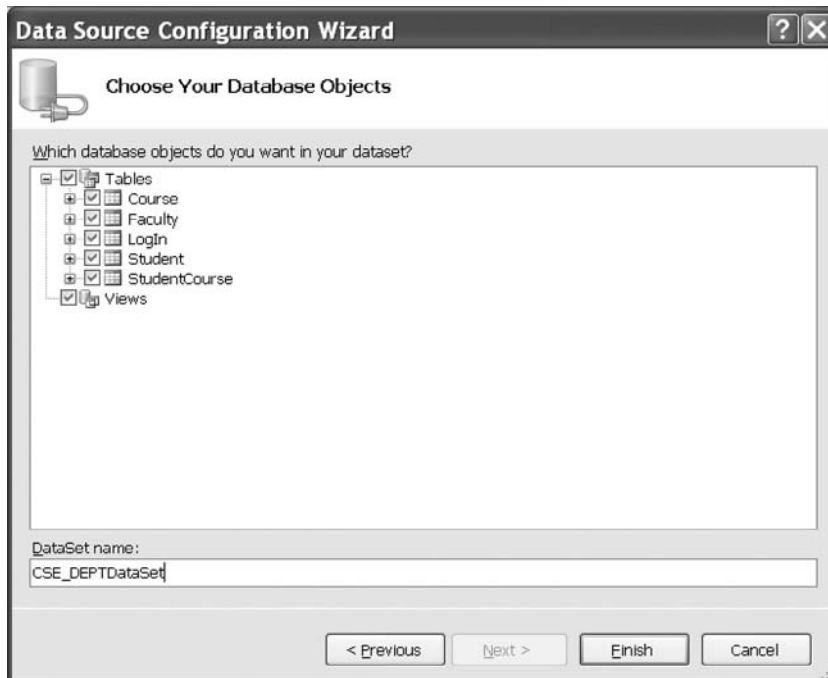 Data Source Configuration Wizard
Choose Your Database Objects
Which database objects do you want in your dataset?
Tables
Course
Faculty
LogIn
Student
StudentCourse
Views
DataSet name:
CSE_DEPTDataSet
< Previous Next > Finish Cancel